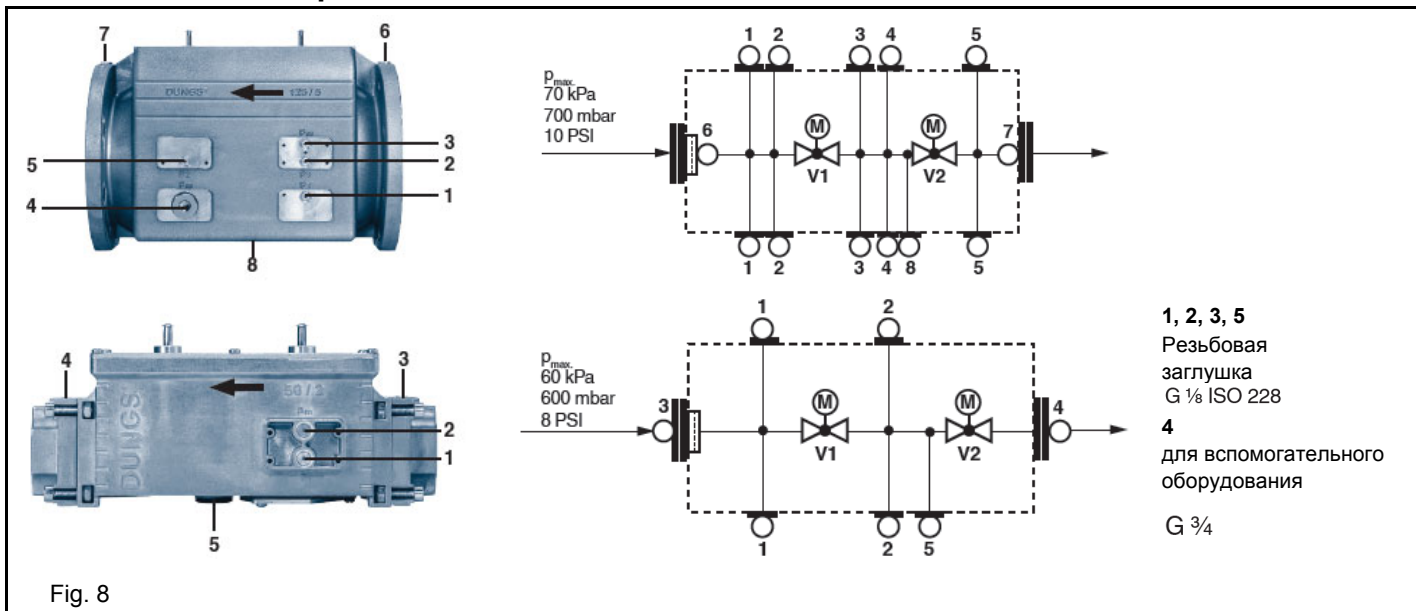 7
6
DUNGS
3
2
5
1
4
8
1 2 3 4 5
pmax.
70 kPa
700 mbar
10 PSI
6
M
M
7
V1
V2
1 2 3 4 8 5
4
3
50 / 2
DUNGS
2
1
5
1 2
pmax.
60 kPa
600 mbar
8 PSI
3
M
M
4
V1
V2
1 2 5
1, 2, 3, 5
Резьбовая
заглушка
G ⅛ ISO 228
4
для вспомогательного
оборудования
G ¾
Fig. 8